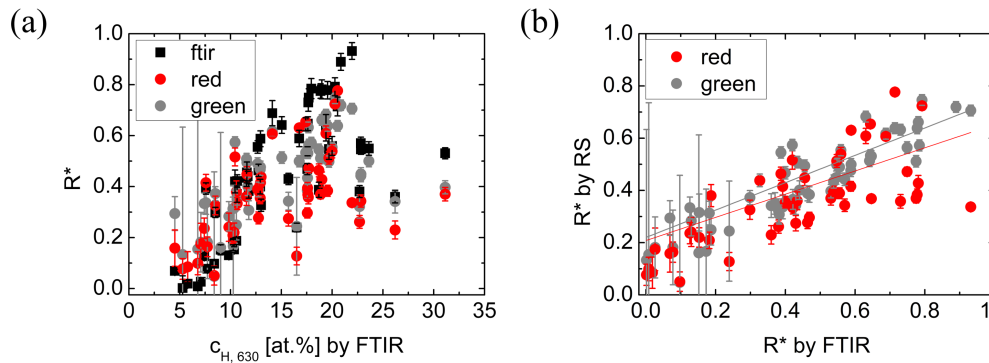 (a)
1.0
0.8
0.6
0.4
0.2
0.0
R*
ftir
red
green
0 5 10 15 20 25 30 35
c_H, 630 [at.%] by FTIR
(b)
1.0
0.8
0.6
0.4
0.2
0.0
R* by RS
red
green
0.0 0.2 0.4 0.6 0.8 1.0
R* by FTIR